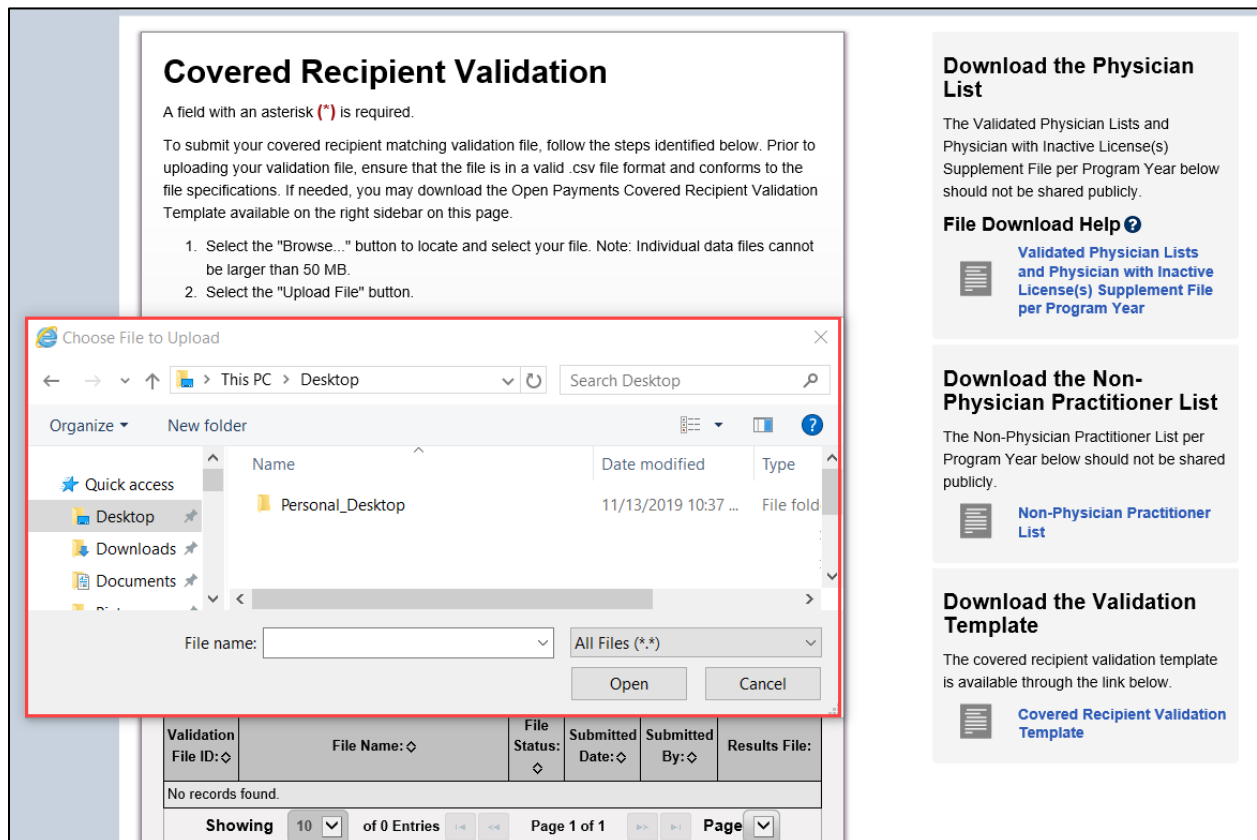 Covered Recipient Validation
A field with an asterisk (*) is required.
To submit your covered recipient matching validation file, follow the steps identified below. Prior to
uploading your validation file, ensure that the file is in a valid .csv file format and conforms to the
file specifications. If needed, you may download the Open Payments Covered Recipient Validation
Template available on the right sidebar on this page.
1. Select the "Browse..." button to locate and select your file. Note: Individual data files cannot
be larger than 50 MB.
2. Select the "Upload File" button.
Choose File to Upload
This PC > Desktop
Search Desktop
Organize
New folder
Name
Date modified
Type
Quick access
Desktop
Downloads
Documents
Personal_Desktop
11/13/2019 10:37 ...
File fold
File name:
All Files (*.*)
Open
Cancel
Validation
File ID:
File Name:
File
Status:
Submitted
Date:
Submitted
By:
Results File:
No records found.
Showing 10 of 0 Entries Page 1 of 1 Page
Download the Physician
List
The Validated Physician Lists and
Physician with Inactive License(s)
Supplement File per Program Year below
should not be shared publicly.
File Download Help ?
Validated Physician Lists
and Physician with Inactive
License(s) Supplement File
per Program Year
Download the Non-
Physician Practitioner List
The Non-Physician Practitioner List per
Program Year below should not be shared
publicly.
Non-Physician Practitioner
List
Download the Validation
Template
The covered recipient validation template
is available through the link below.
Covered Recipient Validation
Template